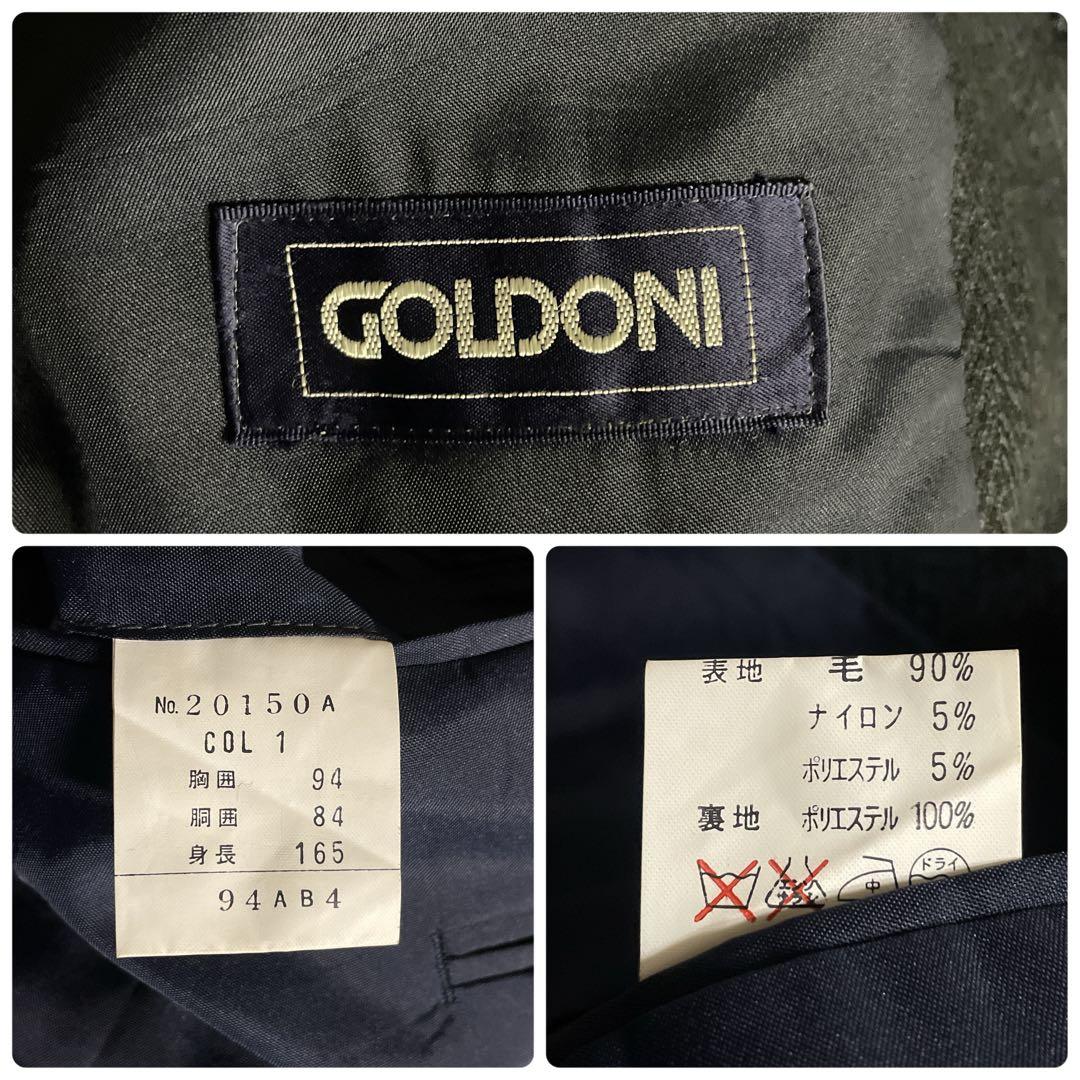 GOLDONI
No. 20150A
COL 1
胸囲 94
胴囲 84
身長 165
94AB4
表地 毛 90%
ナイロン 5%
ポリエステル 5%
裏地 ポリエステル 100%
中 ドライ